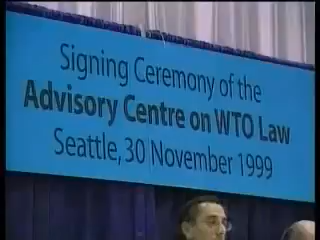 Signing Ceremony of the
Advisory Centre on WTO Law
Seattle, 30 November 1999